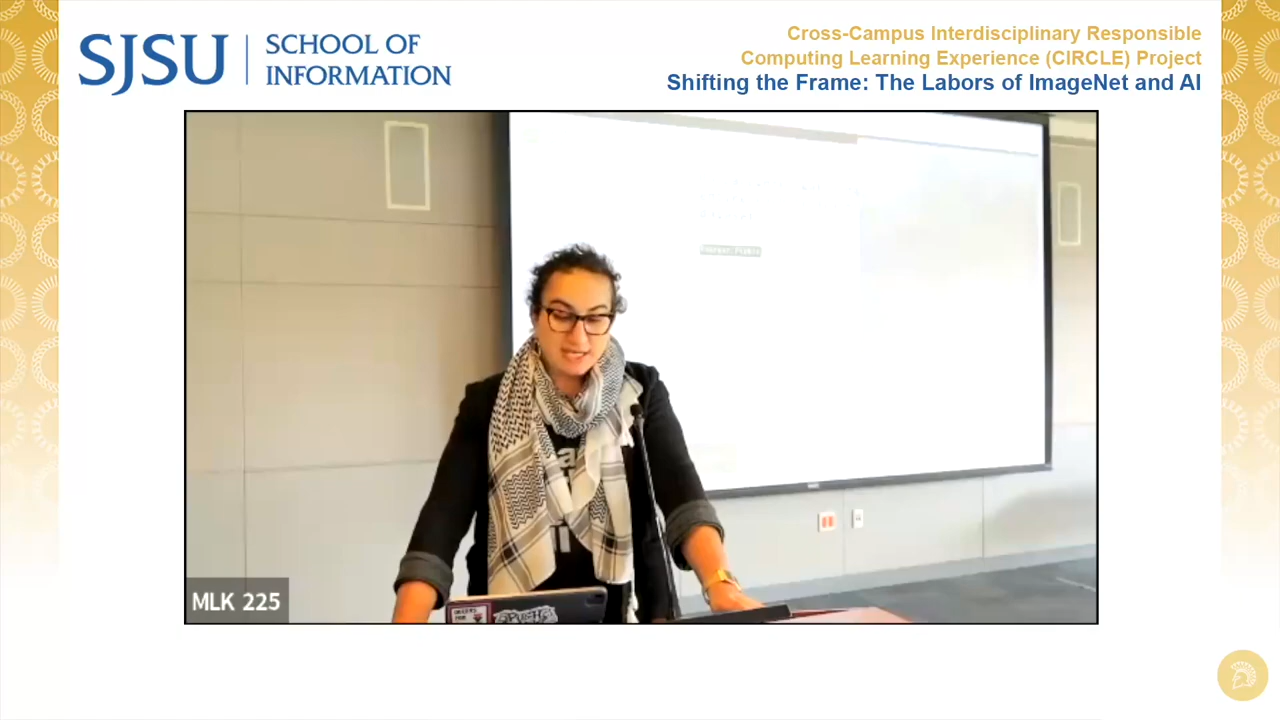 SJSU
SCHOOL OF
INFORMATION
Cross-Campus Interdisciplinary Responsible
Computing Learning Experience (CIRCLE) Project
Shifting the Frame: The Labors of ImageNet and AI
MLK 225